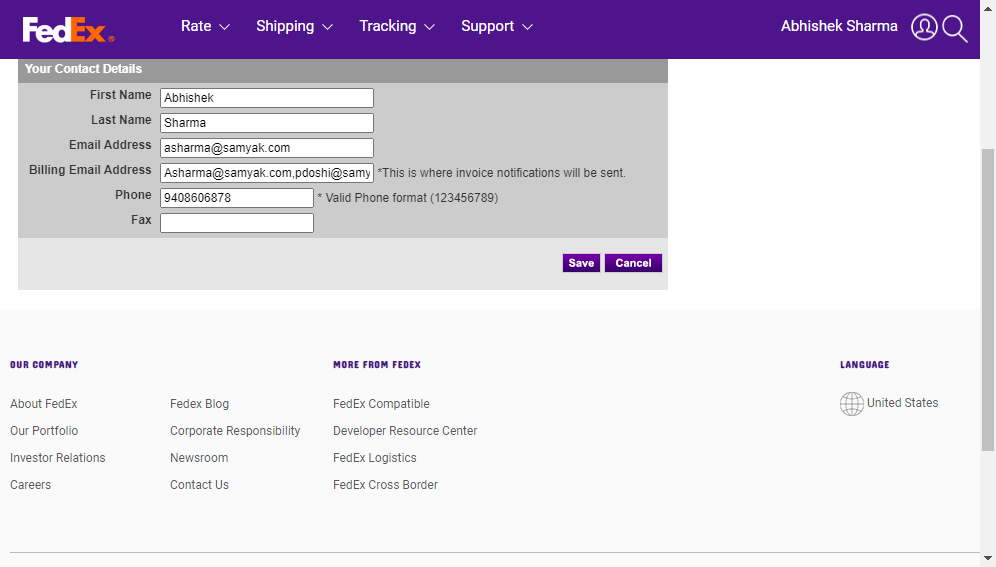 FedEx®
Rate Shipping Tracking Support
Abhishek Sharma
Your Contact Details
First Name Abhishek
Last Name Sharma
Email Address asharma@samyak.com
Billing Email Address Asharma@samyak.com,pdoshi@samy *This is where invoice notifications will be sent.
Phone 9408606878 * Valid Phone format (123456789)
Fax
Save Cancel
OUR COMPANY
About FedEx
Our Portfolio
Investor Relations
Careers
Fedex Blog
Corporate Responsibility
Newsroom
Contact Us
MORE FROM FEDEX
FedEx Compatible
Developer Resource Center
FedEx Logistics
FedEx Cross Border
LANGUAGE
United States